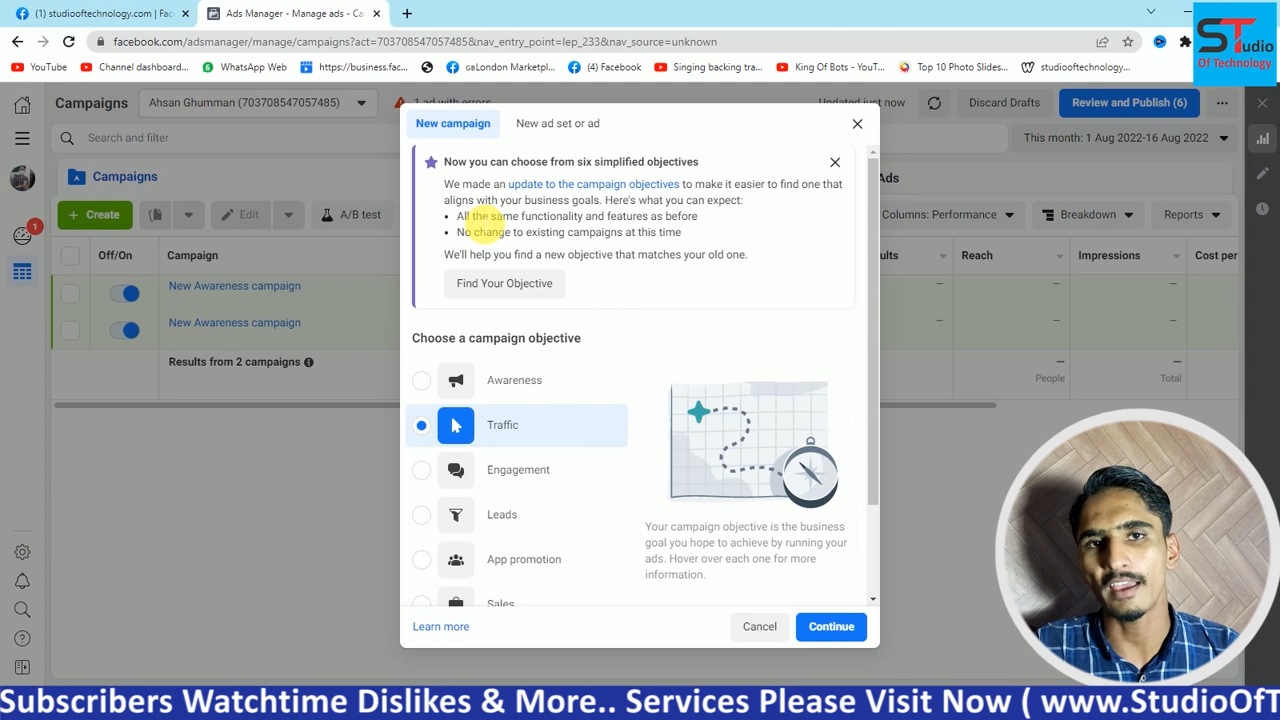 (1) studiooftechnology.com | Fac
Ads Manager - Manage ads - Ca
facebook.com/adsmanager/manage/campaigns?act=703708547057485&nav_entry_point=lep_233&nav_source=unknown
YouTube
Channel dashboard...
WhatsApp Web
https://business.fac...
GBLondon Marketpl...
(4) Facebook
Singing backing tra...
King Of Bots - YouT...
Top 10 Photo Slides...
studiooftechnology...
STudio
Of Technology
Campaigns
Ahsan Ghumman (703708547057485)
1 ad with errors
Updated just now
Discard Drafts
Review and Publish (6)
Search and filter
This month: 1 Aug 2022-16 Aug 2022
Campaigns
Ads
Create
Edit
A/B test
Columns: Performance
Breakdown
Reports
Off/On
Campaign
ults
Reach
Impressions
Cost per
New Awareness campaign
New Awareness campaign
Results from 2 campaigns
People
Total
1
New campaign
New ad set or ad
Now you can choose from six simplified objectives
We made an update to the campaign objectives to make it easier to find one that
aligns with your business goals. Here's what you can expect:
All the same functionality and features as before
No change to existing campaigns at this time
We'll help you find a new objective that matches your old one.
Find Your Objective
Choose a campaign objective
Awareness
Traffic
Engagement
Leads
App promotion
Sales
Your campaign objective is the business
goal you hope to achieve by running your
ads. Hover over each one for more
information.
Learn more
Cancel
Continue
Subscribers Watchtime Dislikes & More.. Services Please Visit Now ( www.StudioOfT